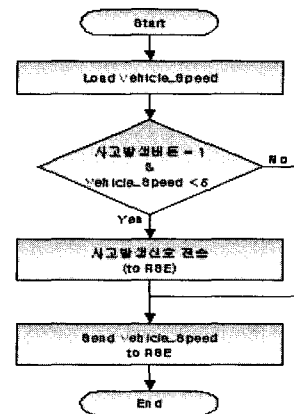 Start
Load Vehicle_Speed
사고발생버튼 = 1
&
Vehicle_Speed < 5
No
Yes
사고발생신호 전송
(to RSE)
Send Vehicle_Speed
to RSE
End